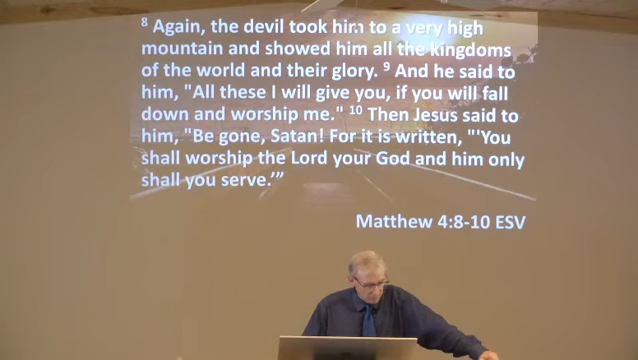 ⁸ Again, the devil took him to a very high
mountain and showed him all the kingdoms
of the world and their glory. ⁹ And he said to
him, "All these I will give you, if you will fall
down and worship me." ¹⁰ Then Jesus said to
him, "Be gone, Satan! For it is written, "'You
shall worship the Lord your God and him only
shall you serve.'”
Matthew 4:8-10 ESV